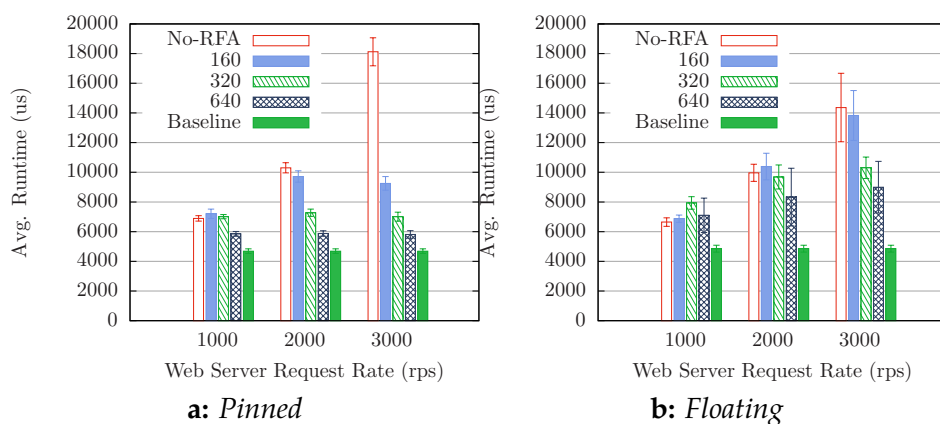 20000
18000
16000
14000
12000
10000
8000
6000
4000
2000
0
Avg. Runtime (us)
No-RFA
160
320
640
Baseline
1000 2000 3000
Web Server Request Rate (rps)
a: Pinned
20000
18000
16000
14000
12000
10000
8000
6000
4000
2000
0
Avg. Runtime (us)
No-RFA
160
320
640
Baseline
1000 2000 3000
Web Server Request Rate (rps)
b: Floating